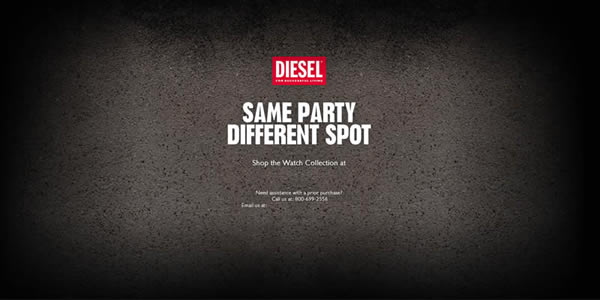 DIESEL
FOR SUCCESSFUL LIVING
SAME PARTY
DIFFERENT SPOT
Shop the Watch Collection at
Need assistance with a prior purchase?
Call us at: 800-699-2556
Email us at: